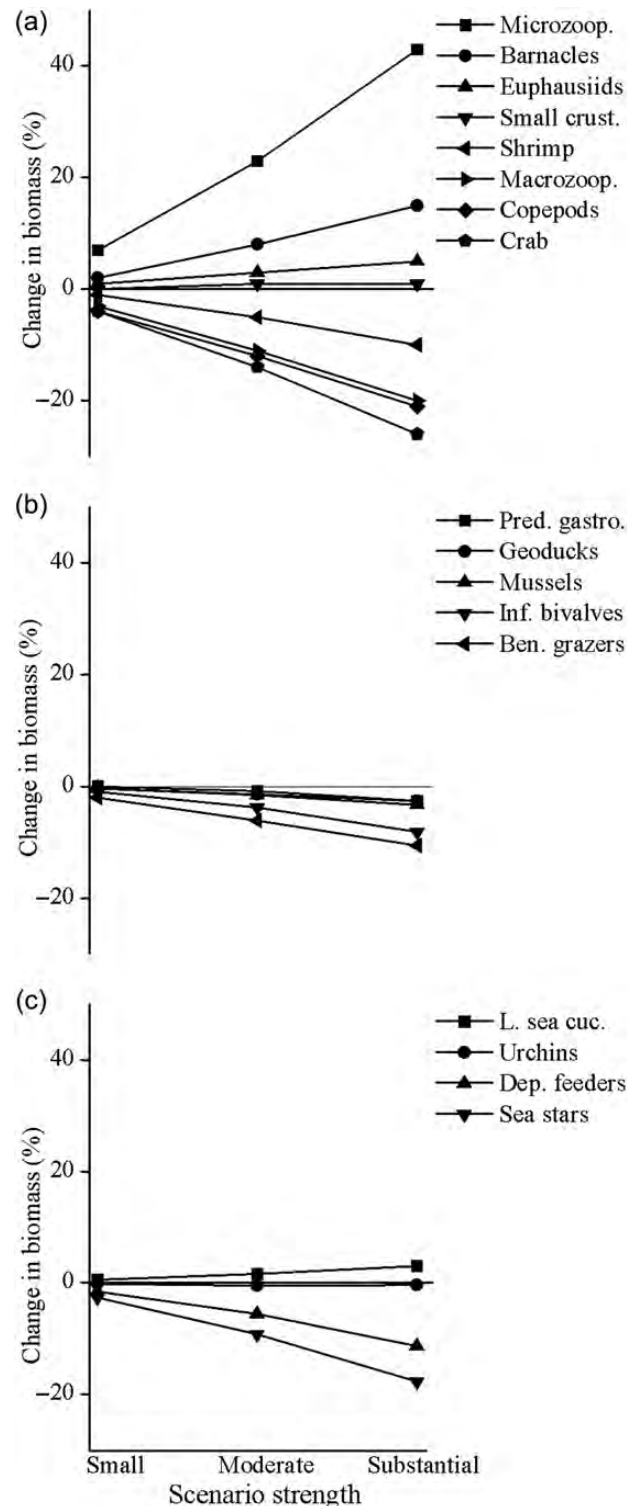 (a)
Microzoop.
Barnacles
Euphausiids
Small crust.
Shrimp
Macrozoop.
Copepods
Crab
40
20
0
–20
Change in biomass (%)
(b)
Pred. gastro.
Geoducks
Mussels
Inf. bivalves
Ben. grazers
40
20
0
–20
Change in biomass (%)
(c)
L. sea cuc.
Urchins
Dep. feeders
Sea stars
40
20
0
–20
Change in biomass (%)
Small Moderate Substantial
Scenario strength